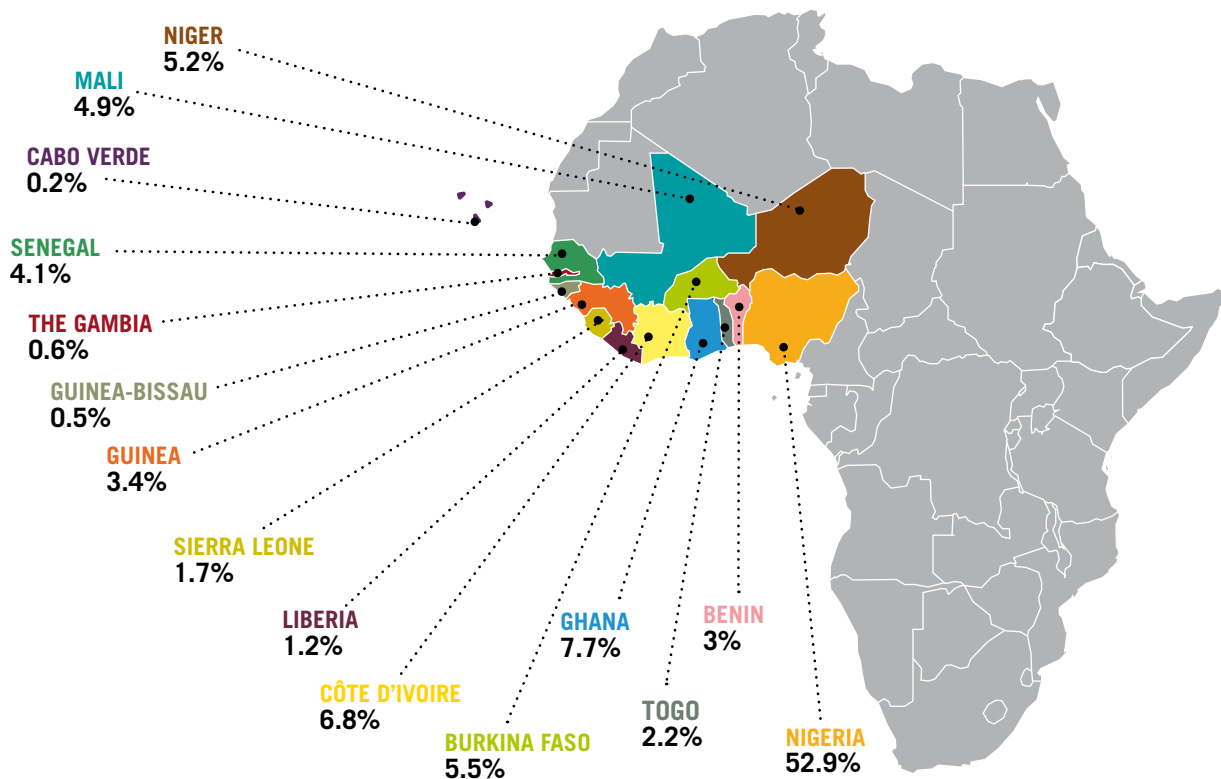 NIGER
5.2%
MALI
4.9%
CABO VERDE
0.2%
SENEGAL
4.1%
THE GAMBIA
0.6%
GUINEA-BISSAU
0.5%
GUINEA
3.4%
SIERRA LEONE
1.7%
LIBERIA
1.2%
CÔTE D'IVOIRE
6.8%
BURKINA FASO
5.5%
GHANA
7.7%
TOGO
2.2%
BENIN
3%
NIGERIA
52.9%